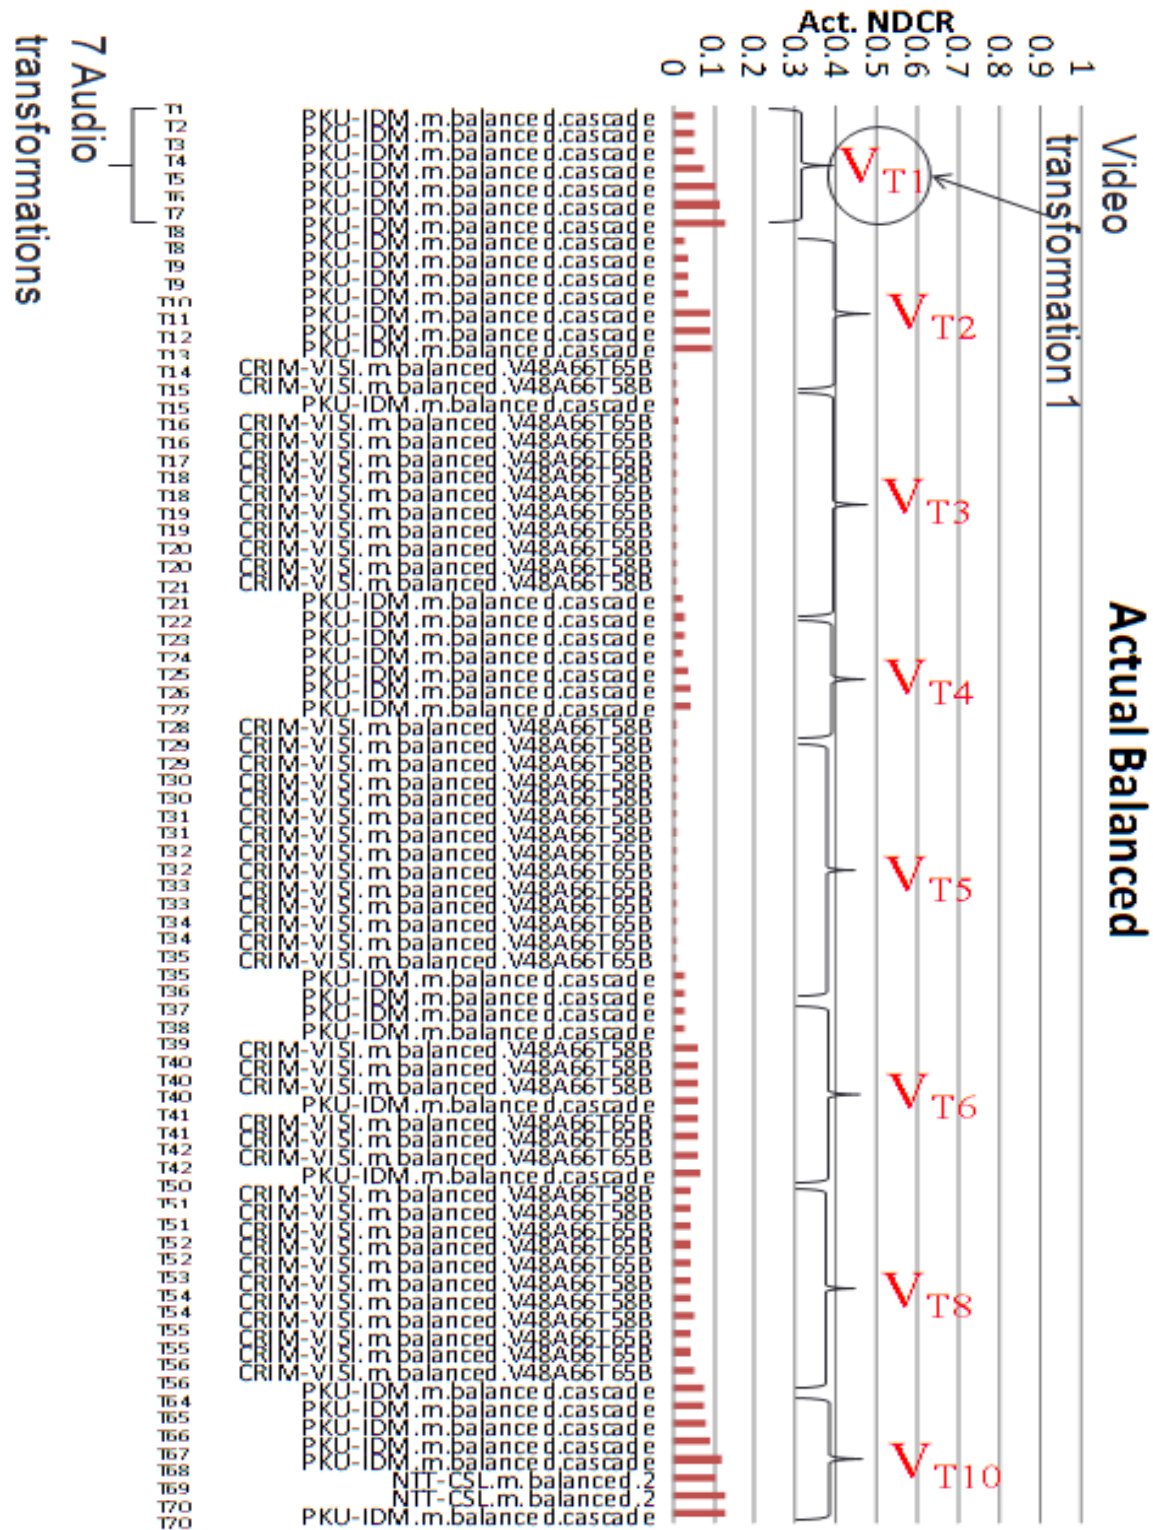 Actual Balanced
Video
transformation 1
Act. NDCR
1
0.9
0.8
0.7
0.6
0.5
0.4
0.3
0.2
0.1
0
VT1
VT2
VT3
VT4
VT5
VT6
VT8
VT10
PKU-IDM.m.balanced.cascade
PKU-IDM.m.balanced.cascade
PKU-IDM.m.balanced.cascade
PKU-IDM.m.balanced.cascade
PKU-IDM.m.balanced.cascade
PKU-IDM.m.balanced.cascade
PKU-IDM.m.balanced.cascade
PKU-IDM.m.balanced.cascade
PKU-IDM.m.balanced.cascade
PKU-IDM.m.balanced.cascade
PKU-IDM.m.balanced.cascade
PKU-IDM.m.balanced.cascade
PKU-IDM.m.balanced.cascade
PKU-IDM.m.balanced.cascade
CRIM-VISI.m.balanced.V48A66T65B
CRIM-VISI.m.balanced.V48A66T58B
PKU-IDM.m.balanced.cascade
CRIM-VISI.m.balanced.V48A66T65B
CRIM-VISI.m.balanced.V48A66T65B
CRIM-VISI.m.balanced.V48A66T65B
CRIM-VISI.m.balanced.V48A66T58B
CRIM-VISI.m.balanced.V48A66T65B
CRIM-VISI.m.balanced.V48A66T65B
CRIM-VISI.m.balanced.V48A66T65B
CRIM-VISI.m.balanced.V48A66T58B
CRIM-VISI.m.balanced.V48A66T58B
CRIM-VISI.m.balanced.V48A66T58B
PKU-IDM.m.balanced.cascade
PKU-IDM.m.balanced.cascade
PKU-IDM.m.balanced.cascade
PKU-IDM.m.balanced.cascade
PKU-IDM.m.balanced.cascade
PKU-IDM.m.balanced.cascade
PKU-IDM.m.balanced.cascade
CRIM-VISI.m.balanced.V48A66T58B
CRIM-VISI.m.balanced.V48A66T58B
CRIM-VISI.m.balanced.V48A66T58B
CRIM-VISI.m.balanced.V48A66T58B
CRIM-VISI.m.balanced.V48A66T58B
CRIM-VISI.m.balanced.V48A66T58B
CRIM-VISI.m.balanced.V48A66T58B
CRIM-VISI.m.balanced.V48A66T65B
CRIM-VISI.m.balanced.V48A66T65B
CRIM-VISI.m.balanced.V48A66T65B
CRIM-VISI.m.balanced.V48A66T65B
CRIM-VISI.m.balanced.V48A66T65B
CRIM-VISI.m.balanced.V48A66T65B
CRIM-VISI.m.balanced.V48A66T65B
PKU-IDM.m.balanced.cascade
PKU-IDM.m.balanced.cascade
PKU-IDM.m.balanced.cascade
PKU-IDM.m.balanced.cascade
CRIM-VISI.m.balanced.V48A66T58B
CRIM-VISI.m.balanced.V48A66T58B
CRIM-VISI.m.balanced.V48A66T58B
PKU-IDM.m.balanced.cascade
CRIM-VISI.m.balanced.V48A66T65B
CRIM-VISI.m.balanced.V48A66T65B
CRIM-VISI.m.balanced.V48A66T65B
PKU-IDM.m.balanced.cascade
CRIM-VISI.m.balanced.V48A66T58B
CRIM-VISI.m.balanced.V48A66T58B
CRIM-VISI.m.balanced.V48A66T65B
CRIM-VISI.m.balanced.V48A66T65B
CRIM-VISI.m.balanced.V48A66T65B
CRIM-VISI.m.balanced.V48A66T58B
CRIM-VISI.m.balanced.V48A66T58B
CRIM-VISI.m.balanced.V48A66T58B
CRIM-VISI.m.balanced.V48A66T65B
CRIM-VISI.m.balanced.V48A66T65B
CRIM-VISI.m.balanced.V48A66T65B
PKU-IDM.m.balanced.cascade
PKU-IDM.m.balanced.cascade
PKU-IDM.m.balanced.cascade
PKU-IDM.m.balanced.cascade
PKU-IDM.m.balanced.cascade
NTT-CSL.m.balanced.2
NTT-CSL.m.balanced.2
PKU-IDM.m.balanced.cascade
T1
T2
T3
T4
T5
T6
T7
T8
T8
T9
T9
T10
T11
T12
T13
T14
T15
T15
T16
T16
T17
T18
T18
T19
T19
T20
T20
T21
T21
T22
T23
T24
T25
T26
T27
T28
T29
T29
T30
T30
T31
T31
T32
T32
T33
T33
T34
T34
T35
T35
T36
T37
T38
T39
T40
T40
T40
T41
T41
T42
T42
T50
T51
T51
T52
T52
T53
T54
T54
T55
T55
T56
T56
T64
T65
T66
T67
T68
T69
T70
T70
7 Audio
transformations